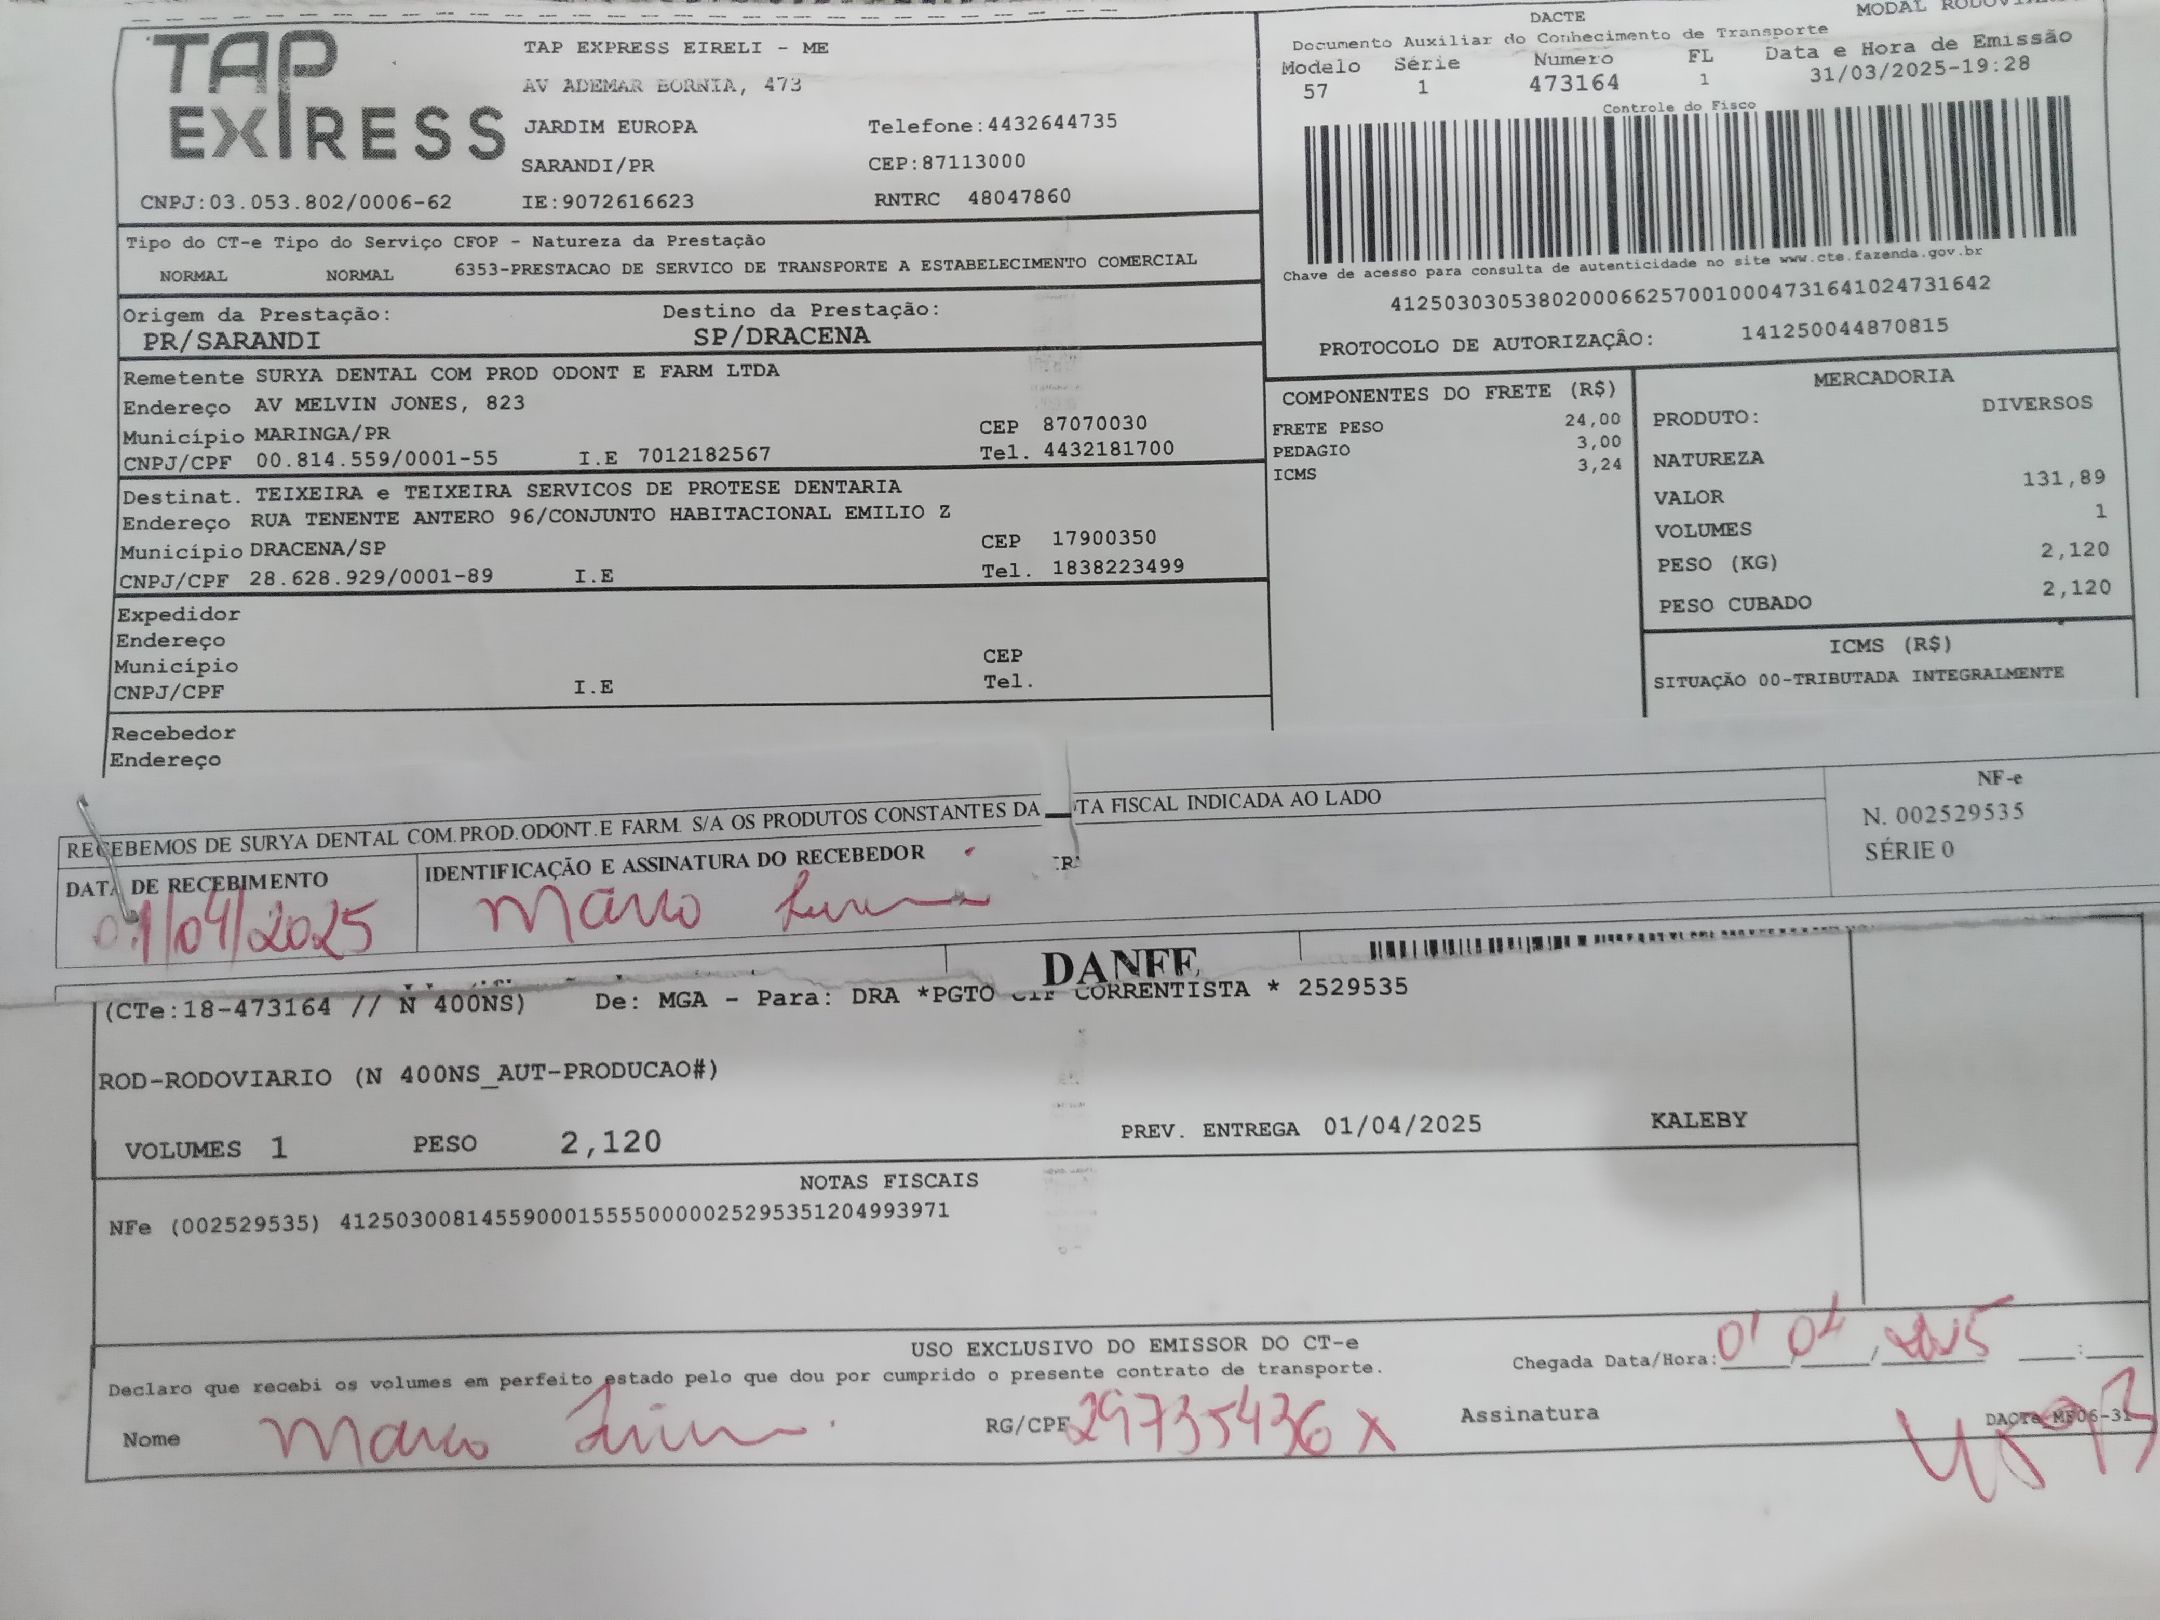 TAP EXPRESS
TAP EXPRESS EIRELI - ME
AV ADEMAR BORNIA, 473
JARDIM EUROPA Telefone:4432644735
SARANDI/PR CEP:87113000
CNPJ:03.053.802/0006-62 IE:9072616623 RNTRC 48047860
DACTE
Documento Auxiliar do Conhecimento de Transporte
Modelo Série Numero FL Data e Hora de Emissão
57 1 473164 1 31/03/2025-19:28
Controle do Fisco
Chave de acesso para consulta de autenticidade no site www.cte.fazenda.gov.br
41250303053802000662570010004731641024731642
PROTOCOLO DE AUTORIZAÇÂO: 141250044870815
Tipo do CT-e Tipo do Serviço CFOP - Natureza da Prestação
NORMAL NORMAL 6353-PRESTACAO DE SERVICO DE TRANSPORTE A ESTABELECIMENTO COMERCIAL
Origem da Prestação: Destino da Prestação:
PR/SARANDI SP/DRACENA
Remetente SURYA DENTAL COM PROD ODONT E FARM LTDA
Endereço AV MELVIN JONES, 823
Município MARINGA/PR CEP 87070030
CNPJ/CPF 00.814.559/0001-55 I.E 7012182567 Tel. 4432181700
Destinat. TEIXEIRA e TEIXEIRA SERVICOS DE PROTESE DENTARIA
Endereço RUA TENENTE ANTERO 96/CONJUNTO HABITACIONAL EMILIO Z
Município DRACENA/SP CEP 17900350
CNPJ/CPF 28.628.929/0001-89 I.E Tel. 1838223499
Expedidor
Endereço
Município CEP
CNPJ/CPF I.E Tel.
Recebedor
Endereço
COMPONENTES DO FRETE (R$)
FRETE PESO 24,00
PEDAGIO 3,00
ICMS 3,24
MERCADORIA
PRODUTO: DIVERSOS
NATUREZA
VALOR 131,89
VOLUMES 1
PESO (KG) 2,120
PESO CUBADO 2,120
ICMS (R$)
SITUAÇÃO 00-TRIBUTADA INTEGRALMENTE
RECEBEMOS DE SURYA DENTAL COM.PROD.ODONT.E FARM. S/A OS PRODUTOS CONSTANTES DA TA FISCAL INDICADA AO LADO
NF-e
N. 002529535
SÉRIE 0
DATA DE RECEBIMENTO IDENTIFICAÇÃO E ASSINATURA DO RECEBEDOR
01/04/2025
DANFE
(CTe:18-473164 // N 400NS) De: MGA - Para: DRA *PGTO CIF CORRENTISTA * 2529535
ROD-RODOVIARIO (N 400NS_AUT-PRODUCAO#)
VOLUMES 1 PESO 2,120 PREV. ENTREGA 01/04/2025 KALEBY
NOTAS FISCAIS
NFe (002529535) 41250300814559000155550000025295351204993971
USO EXCLUSIVO DO EMISSOR DO CT-e
Declaro que recebi os volumes em perfeito estado pelo que dou por cumprido o presente contrato de transporte. Chegada Data/Hora: 01 04 2025
Nome RG/CPF 29735436 X Assinatura